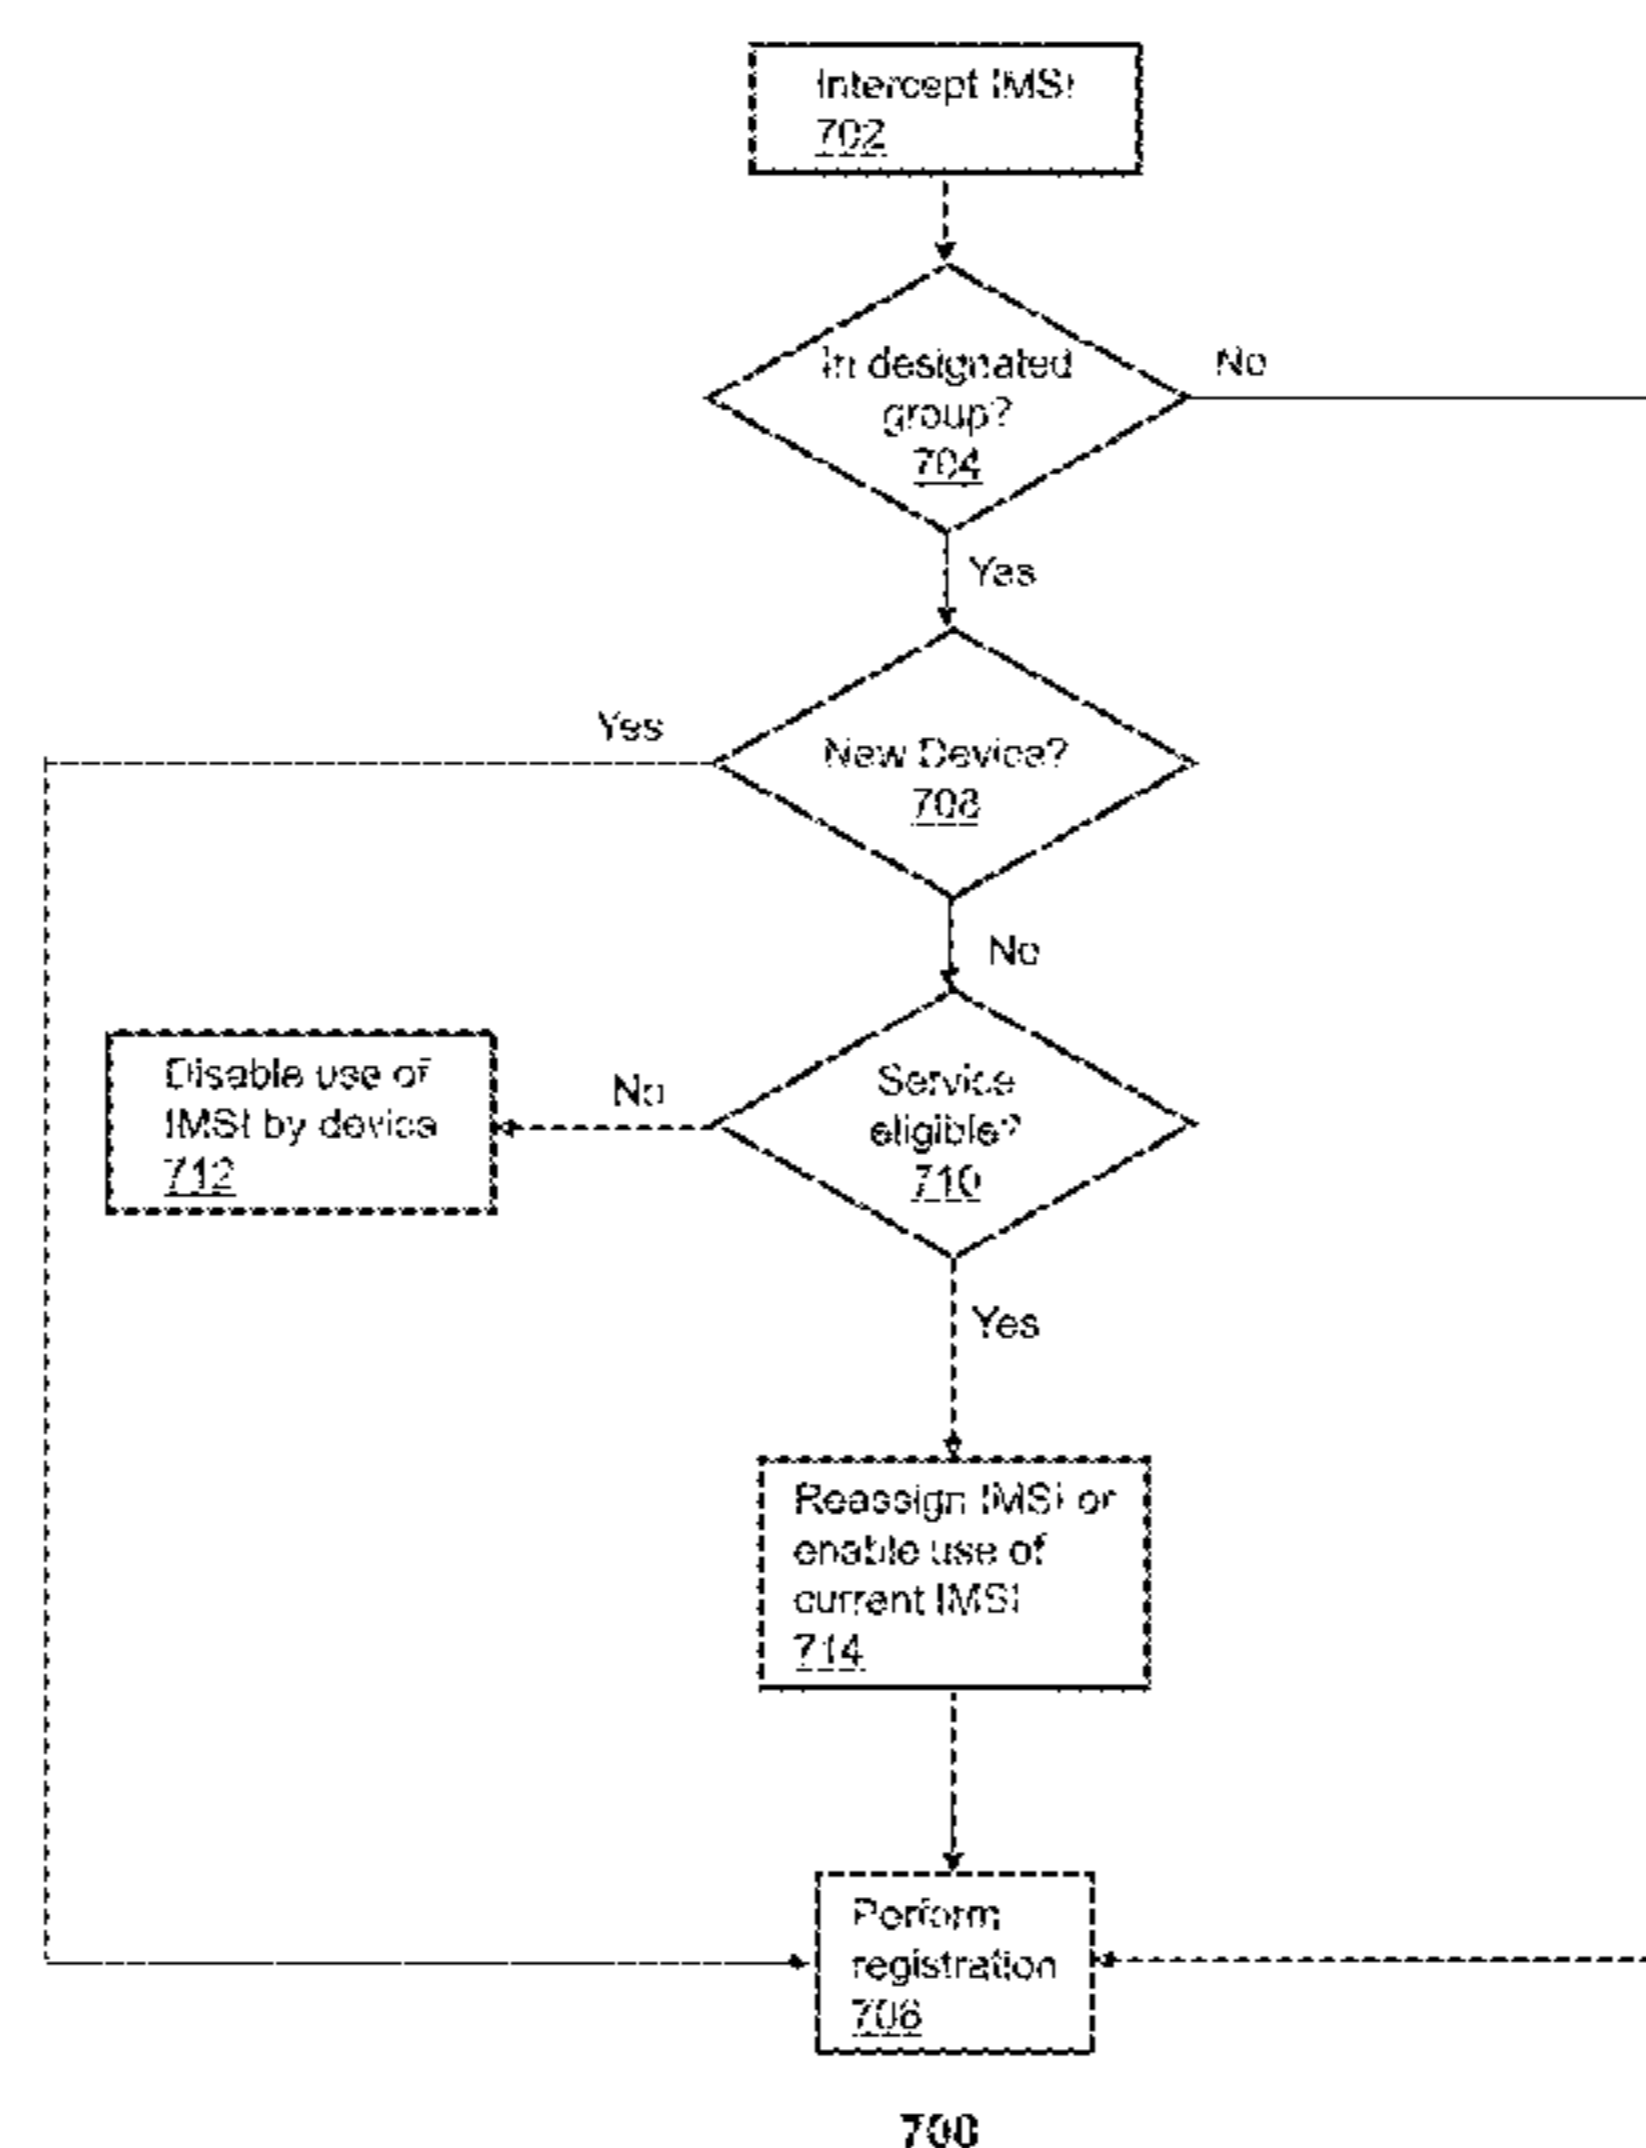 Intercept IMSI
702
In designated
group?
704
No
Yes
Yes
New Device?
708
No
Disable use of
IMSI by device
712
No
Service
eligible?
710
Yes
Reassign IMSI or
enable use of
current IMSI
714
Perform
registration
706
700